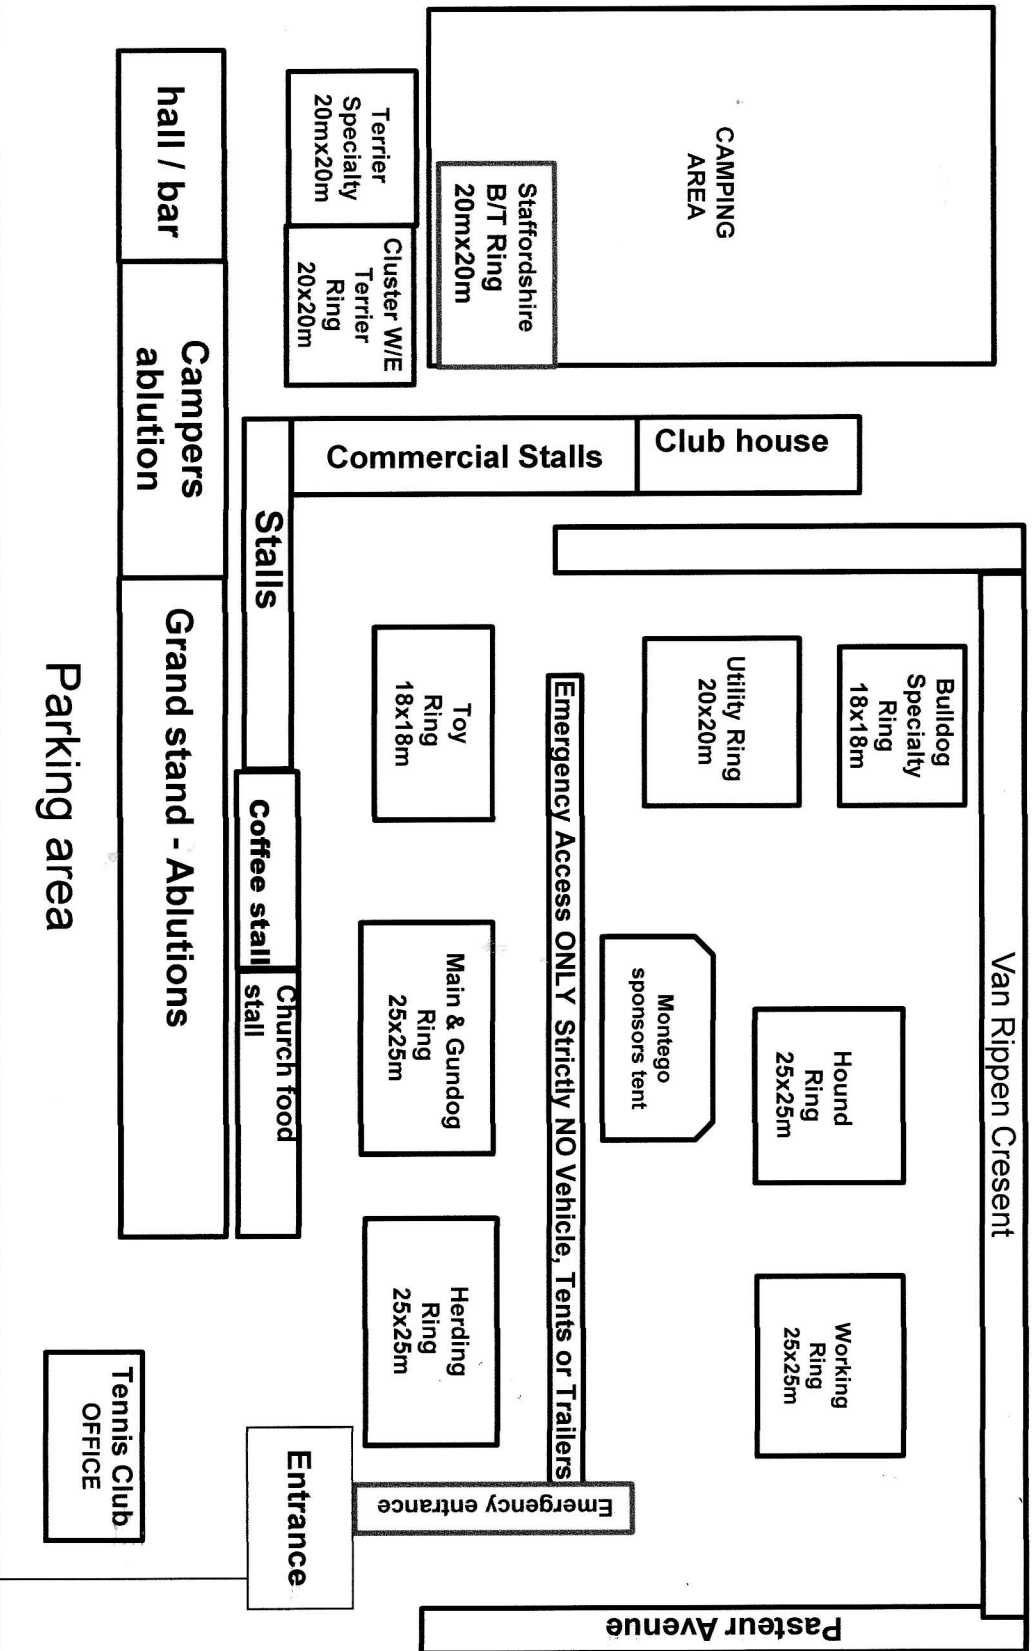 CAMPING
AREA
Staffordshire
B/T Ring
20mx20m
Terrier
Specialty
20mx20m
Cluster W/E
Terrier
Ring
20x20m
hall / bar
Campers
ablution
Grand stand - Ablutions
Parking area
Club house
Commercial Stalls
Stalls
Coffee stall
Church food
stall
Van Rippen Cresent
Bulldog
Specialty
Ring
18x18m
Utility Ring
20x20m
Toy
Ring
18x18m
Emergency Access ONLY Strictly NO Vehicle, Tents or Trailers
Montego
sponsors tent
Hound
Ring
25x25m
Main & Gundog
Ring
25x25m
Working
Ring
25x25m
Herding
Ring
25x25m
Emergency entrance
Entrance
Tennis Club
OFFICE
Pasteur Avenue